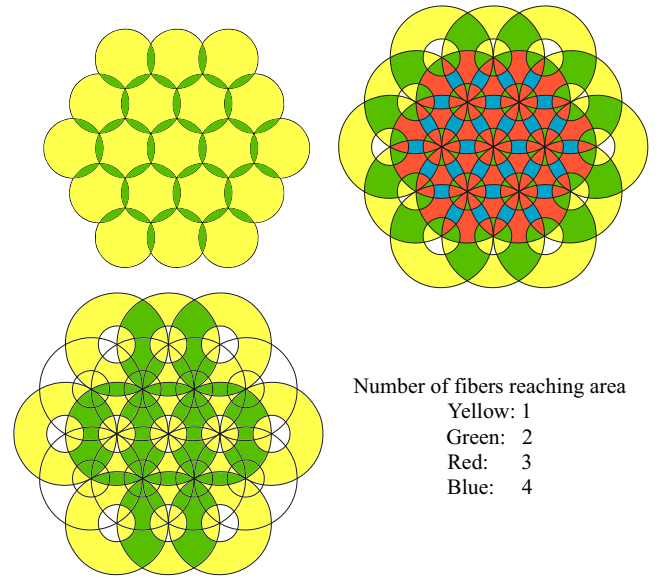 Number of fibers reaching area
Yellow: 1
Green: 2
Red: 3
Blue: 4